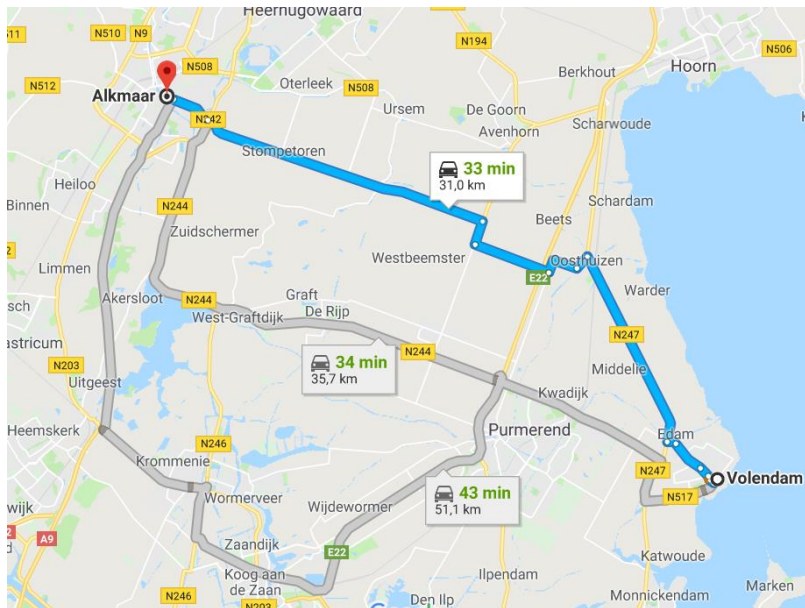 Heerhugowaard
N510
N9
N194
N511
N506
Hoorn
N508
Berkhout
N512
Oterleek
N508
Alkmaar
Ursem
De Goorn
N242
Avenhorn
Scharwoude
Stompetoren
33 min
31,0 km
Heiloo
Binnen
N244
Schardam
Zuidschermer
Beets
Westbeemster
Oosthuizen
Limmen
E22
Akersloot
N244
Graft
De Rijp
Warder
West-Graftdijk
N247
astricum
N203
34 min
35,7 km
N244
Middelie
Uitgeest
Kwadijk
Heemskerk
N246
Purmerend
Edam
Krommenie
N247
Volendam
43 min
51,1 km
N517
Wormerveer
Wijdewormer
wijk
A9
Zaandijk
E22
Katwoude
Koog aan
de Zaan
Ilpendam
N246
N203
Den Ilp
Monnickendam
Marken